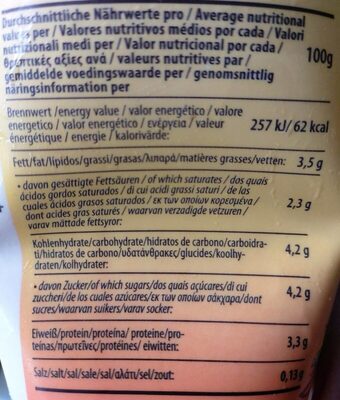 Durchschnittliche Nährwerte pro / Average nutritional
values per / Valores nutritivos médios por cada / Valori
nutrizionali medi per / Valor nutricional por cada /
θρεπτικές αξίες ανά / valeurs nutritives par /
gemiddelde voedingswaarde per / genomsnittlig
näringsinformation per
100g
Brennwert /energy value / valor energético / valore
energetico / valor energético / ενέργεια / valeur
énergétique / energie / kalorivärde:
257 kJ/ 62 kcal
Fett/fat/lípidos/grassi/grasas/λιπαρά/matières grasses/vetten:
3,5 g
• davon gesättigte Fettsäuren / of which saturates / dos quais
ácidos gordos saturados / di cui acidi grassi saturi / de las
cuales ácidos grasos saturados / εκ των οποίων κορεσμένα /
dont acides gras saturés / waarvan verzadigde vetzuren /
varav mättade fettsyror:
2,3 g
Kohlenhydrate/carbohydrate/hidratos de carbono/carboidra-
ti/hidratos de carbono/υδατάνθρακες/glucides/koolhy-
draten/kolhydrater:
4,2 g
• davon Zucker/of which sugars/dos quais açúcares/di cui
zuccheri/de los cuales azúcares/εκ των οποίων σάκχαρα/dont
sucres/waarvan suikers/varav socker:
4,2 g
Eiweiß/protein/proteína/ proteine/pro-
teínas/πρωτεΐνες/protéines/ eiwitten:
3,3 g
Salz/salt/sal/sale/sal/αλάτι/sel/zout:
0,13 g